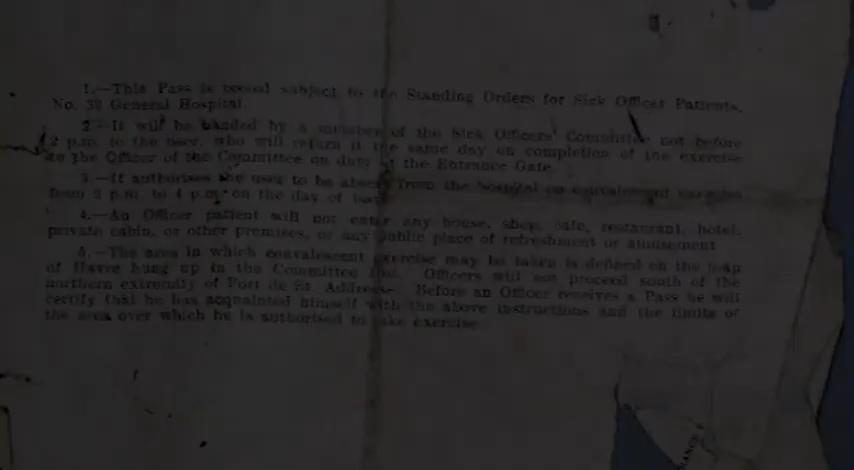 1.—This Pass is issued subject to the Standing Orders for Sick Officer Patients,
No. 39 General Hospital.
2—It will be handed by a member of the Sick Officers' Committee not before
2 p.m. to the user, who will return it the same day on completion of the exercise
to the Officer of the Committee on duty at the Entrance Gate.
3.—It authorises the user to be absent from the hospital on convalescent exercise
from 2 p.m. to 4 p.m. on the day of
4.—An Officer patient will not enter any house, shop, cafe, restaurant, hotel,
private cabin, or other premises, or any public place of refreshment or amusement
5.—The area in which convalescent exercise may be taken is defined on the map
of Havre hung up in the Committee Officers will not proceed south of the
northern extremity of Fort de St. Addresse. Before an Officer receives a Pass he will
certify that he has acquainted himself with the above instructions and the limits of
the area over which he is authorised to take exercise